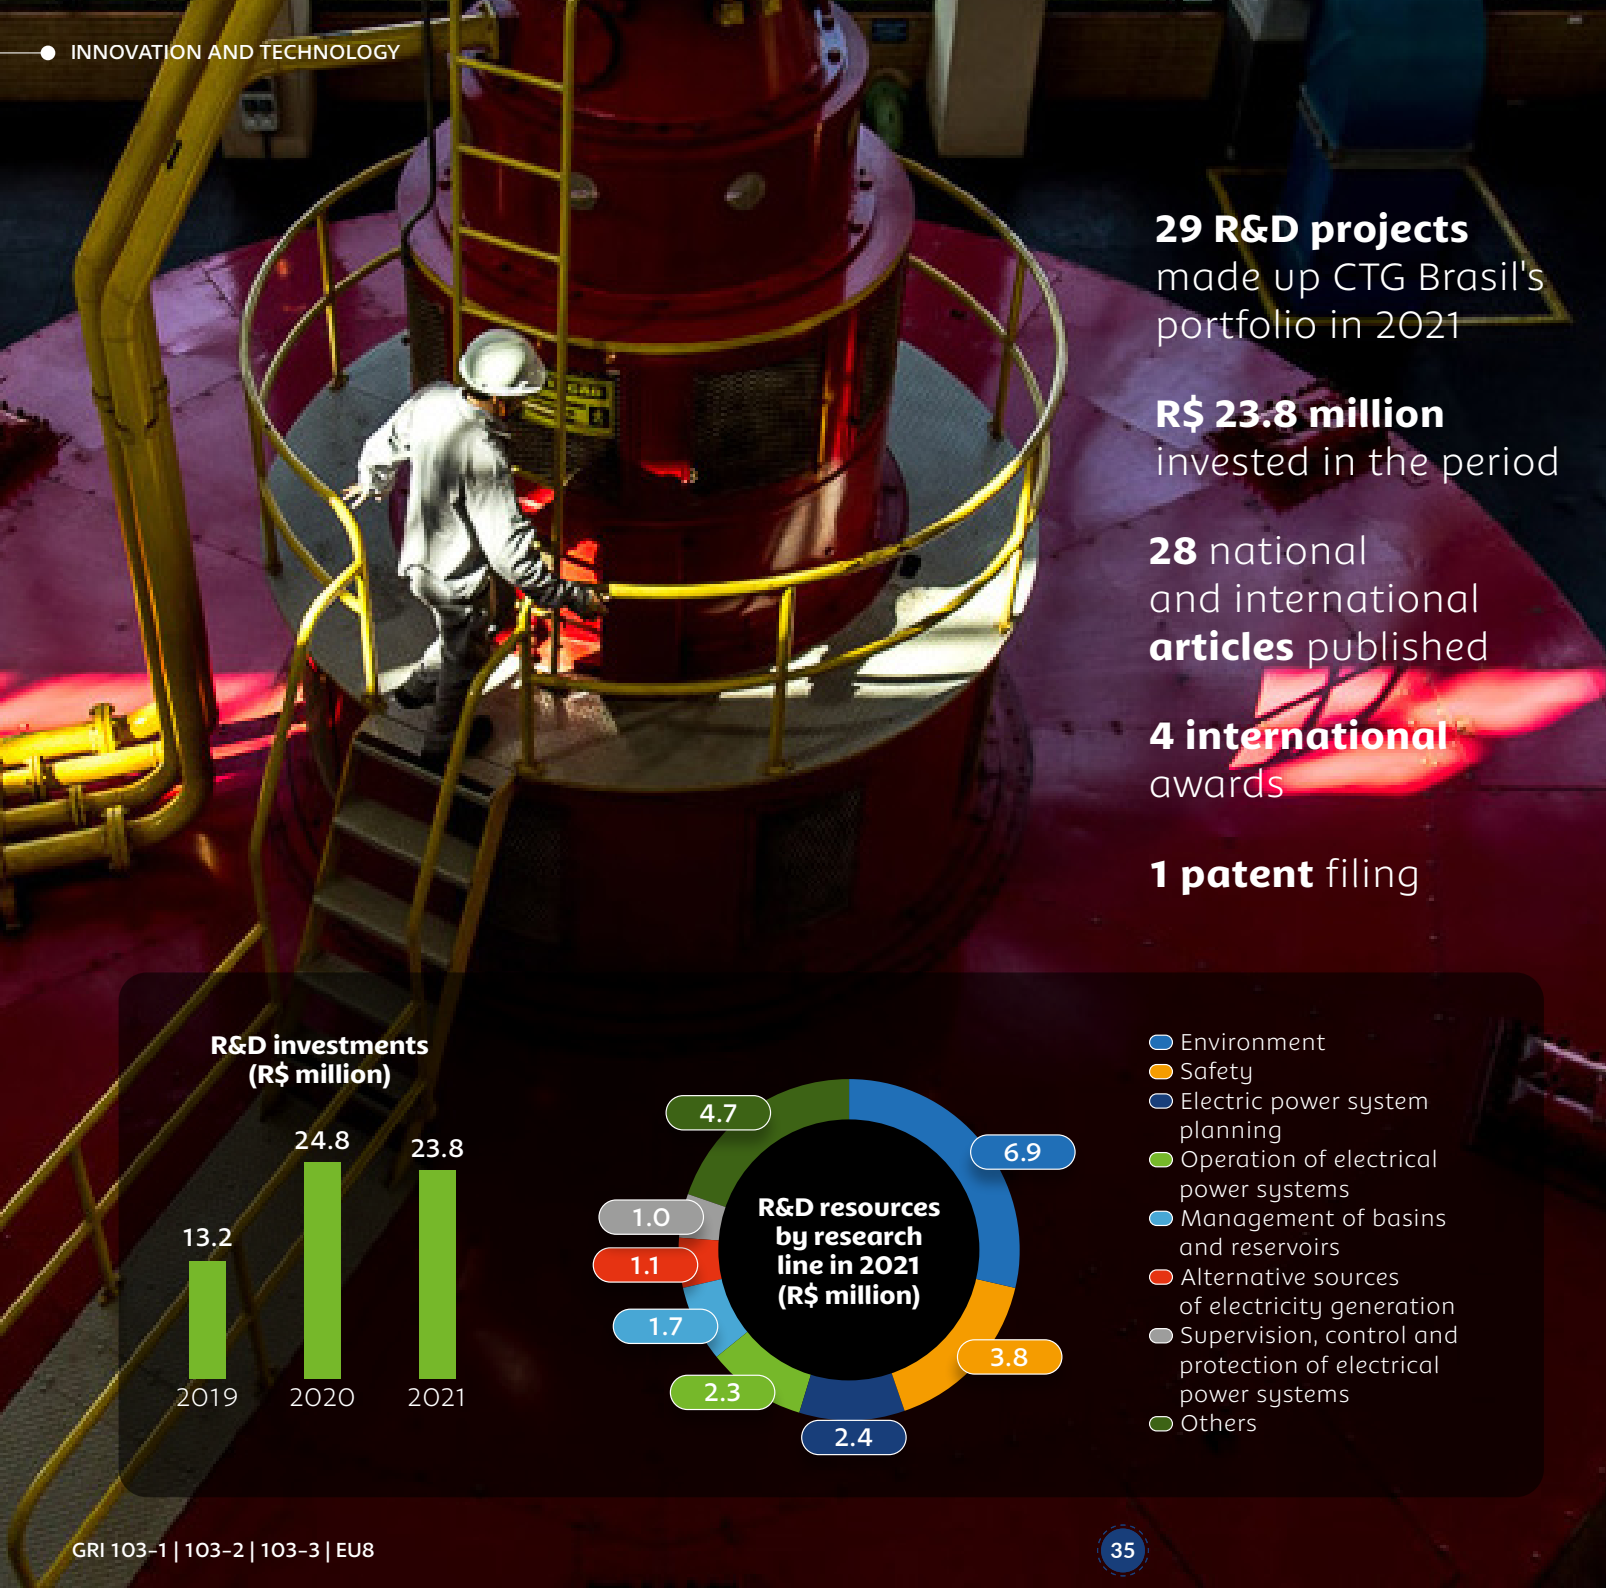 INNOVATION AND TECHNOLOGY
29 R&D projects
made up CTG Brasil's
portfolio in 2021
R$ 23.8 million
invested in the period
28 national
and international
articles published
4 international
awards
1 patent filing
R&D investments
(R$ million)
13.2
24.8
23.8
2019
2020
2021
R&D resources
by research
line in 2021
(R$ million)
6.9
3.8
2.4
2.3
1.7
1.1
1.0
4.7
Environment
Safety
Electric power system
planning
Operation of electrical
power systems
Management of basins
and reservoirs
Alternative sources
of electricity generation
Supervision, control and
protection of electrical
power systems
Others
GRI 103-1 | 103-2 | 103-3 | EU8
35